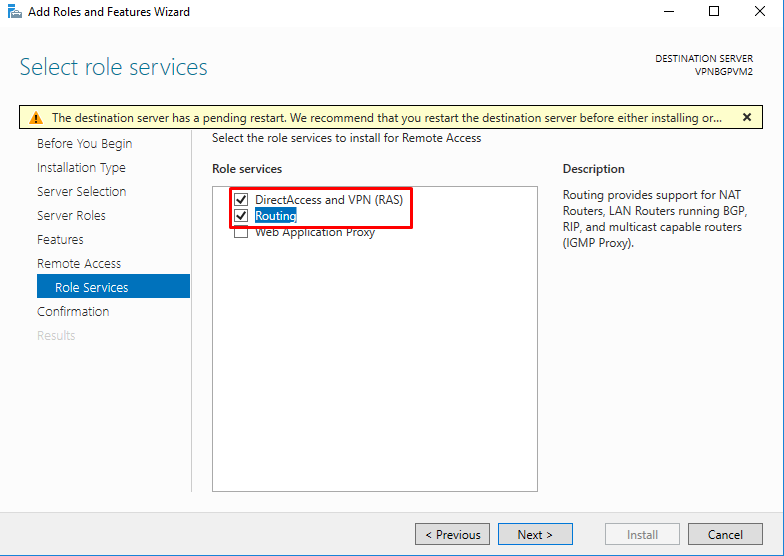 Add Roles and Features Wizard
Select role services
DESTINATION SERVER
VPNBGPVM2
The destination server has a pending restart. We recommend that you restart the destination server before either installing or...
Before You Begin
Installation Type
Server Selection
Server Roles
Features
Remote Access
Role Services
Confirmation
Results
Select the role services to install for Remote Access
Role services
DirectAccess and VPN (RAS)
Routing
Web Application Proxy
Description
Routing provides support for NAT
Routers, LAN Routers running BGP,
RIP, and multicast capable routers
(IGMP Proxy).
< Previous
Next >
Install
Cancel